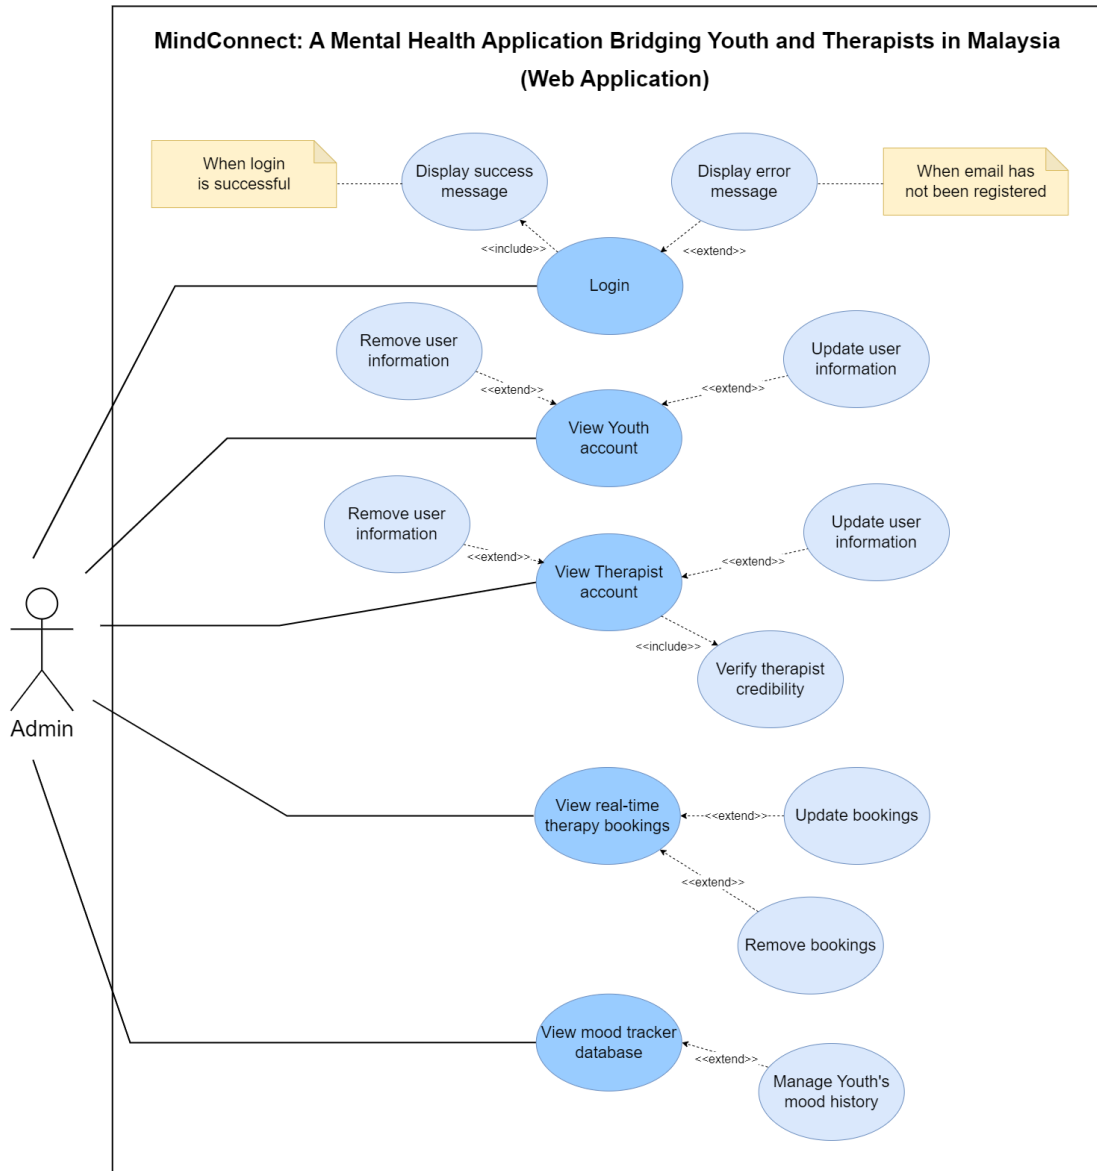 MindConnect: A Mental Health Application Bridging Youth and Therapists in Malaysia
(Web Application)
When login
is successful
Display success
message
Display error
message
When email has
not been registered
<<include>>
<<extend>>
Login
Remove user
information
Update user
information
<<extend>>
<<extend>>
View Youth
account
Remove user
information
Update user
information
<<extend>>
<<extend>>
View Therapist
account
<<include>>
Verify therapist
credibility
Admin
View real-time
therapy bookings
<<extend>>
Update bookings
<<extend>>
Remove bookings
View mood tracker
database
<<extend>>
Manage Youth's
mood history